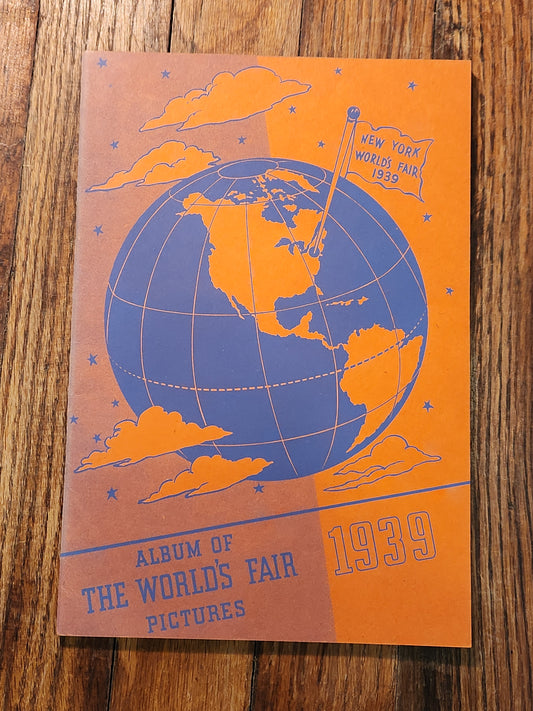 NEW YORK
WORLD'S FAIR
1939
ALBUM OF
THE WORLD'S FAIR
PICTURES
1939